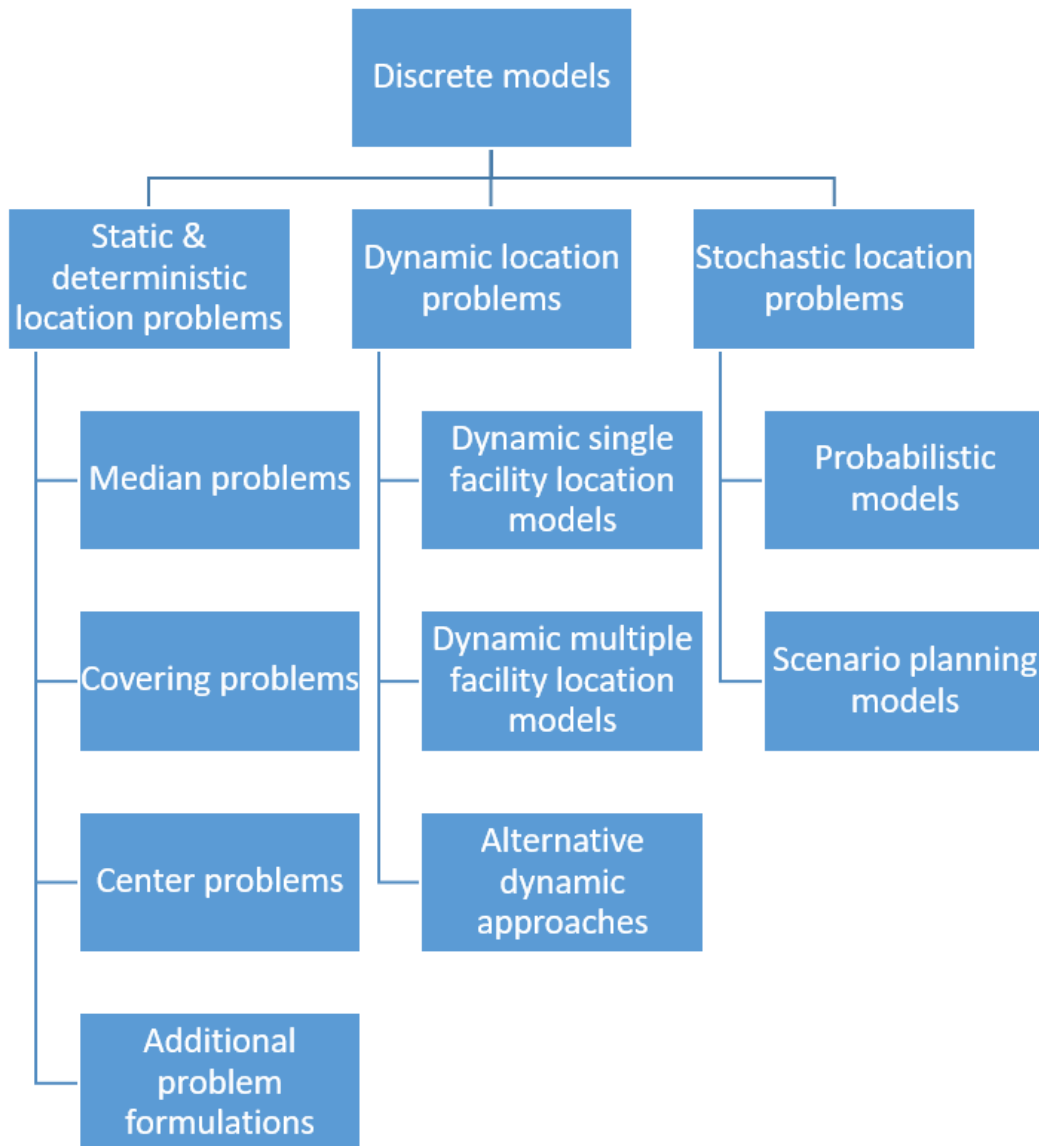 Discrete models
Static &
deterministic
location problems
Dynamic location
problems
Stochastic location
problems
Median problems
Covering problems
Center problems
Additional
problem
formulations
Dynamic single
facility location
models
Dynamic multiple
facility location
models
Alternative
dynamic
approaches
Probabilistic
models
Scenario planning
models